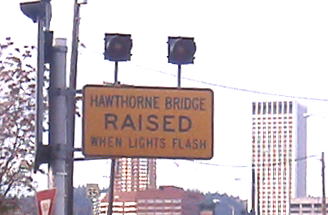 HAWTHORNE BRIDGE
RAISED
WHEN LIGHTS FLASH